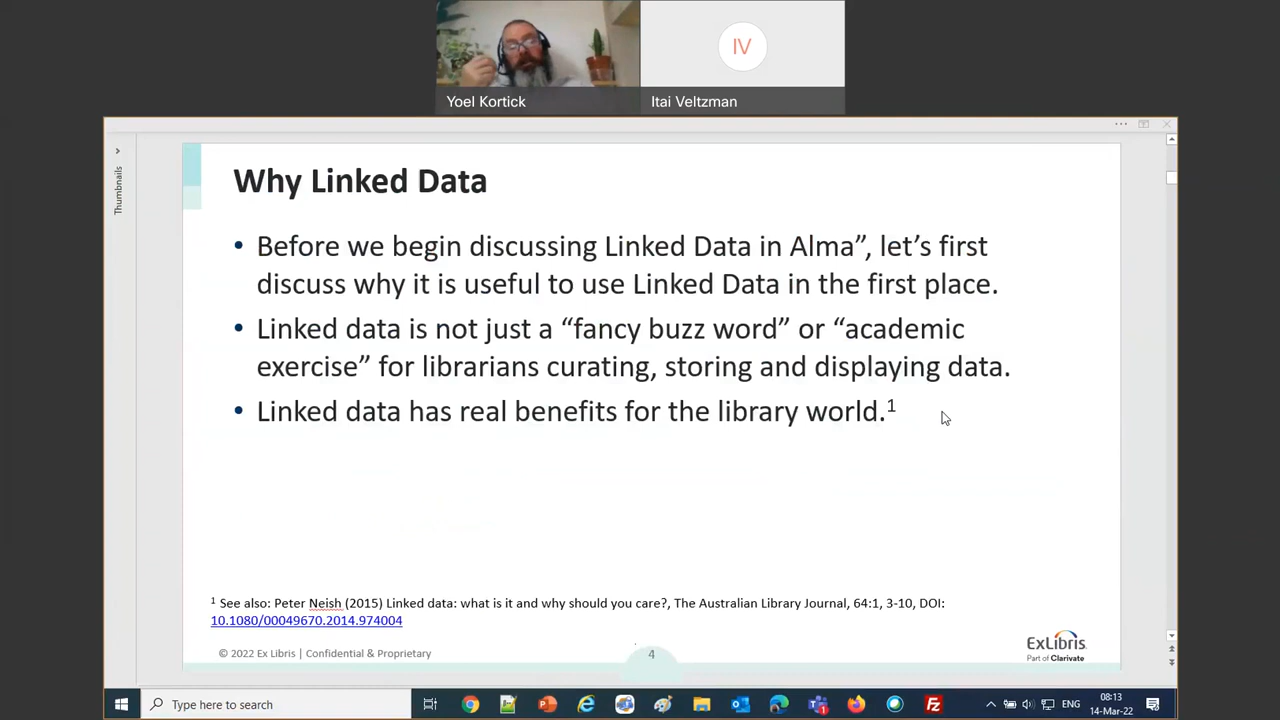 IV
Yoel Kortick
Itai Veltzman
Thumbnails
Why Linked Data
• Before we begin discussing Linked Data in Alma”, let’s first
discuss why it is useful to use Linked Data in the first place.
• Linked data is not just a “fancy buzz word” or “academic
exercise” for librarians curating, storing and displaying data.
• Linked data has real benefits for the library world.1
1 See also: Peter Neish (2015) Linked data: what is it and why should you care?, The Australian Library Journal, 64:1, 3-10, DOI:
10.1080/00049670.2014.974004
© 2022 Ex Libris | Confidential & Proprietary
4
ExLibris
Part of Clarivate
Type here to search
ENG
08:13
14-Mar-22